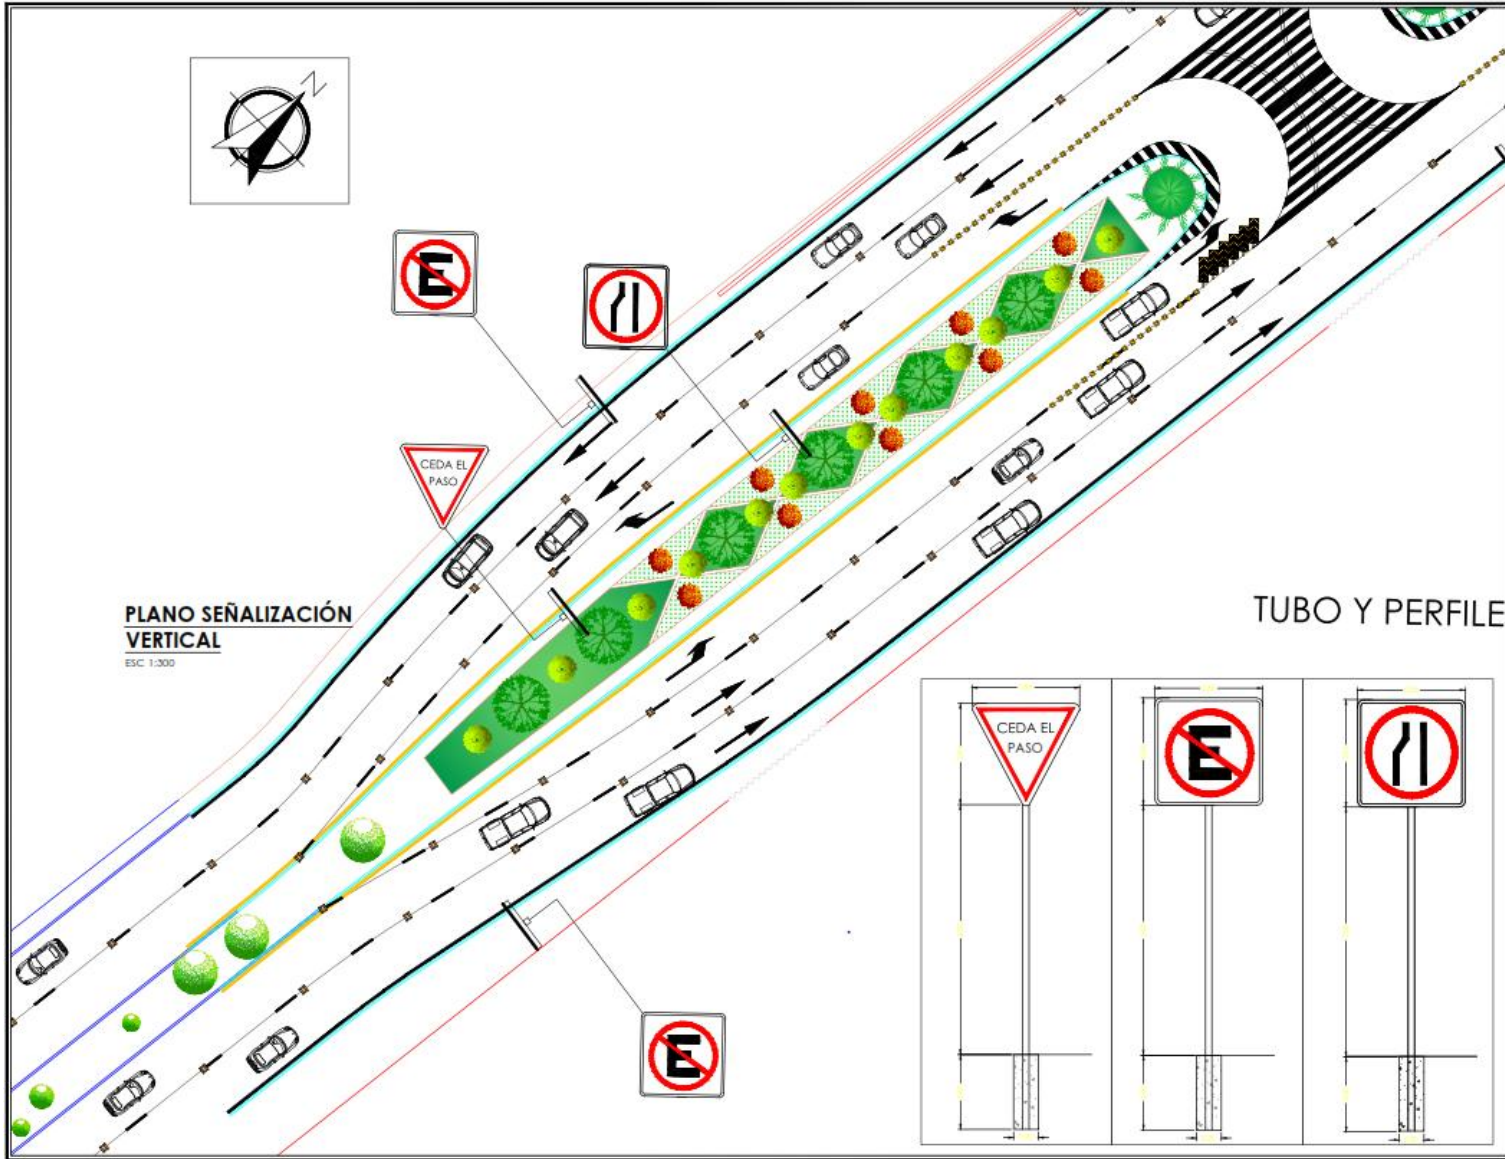 N
E
CEDA EL
PASO
PLANO SEÑALIZACIÓN
VERTICAL
ESC 1:300
E
TUBO Y PERFILE
CEDA EL
PASO
E